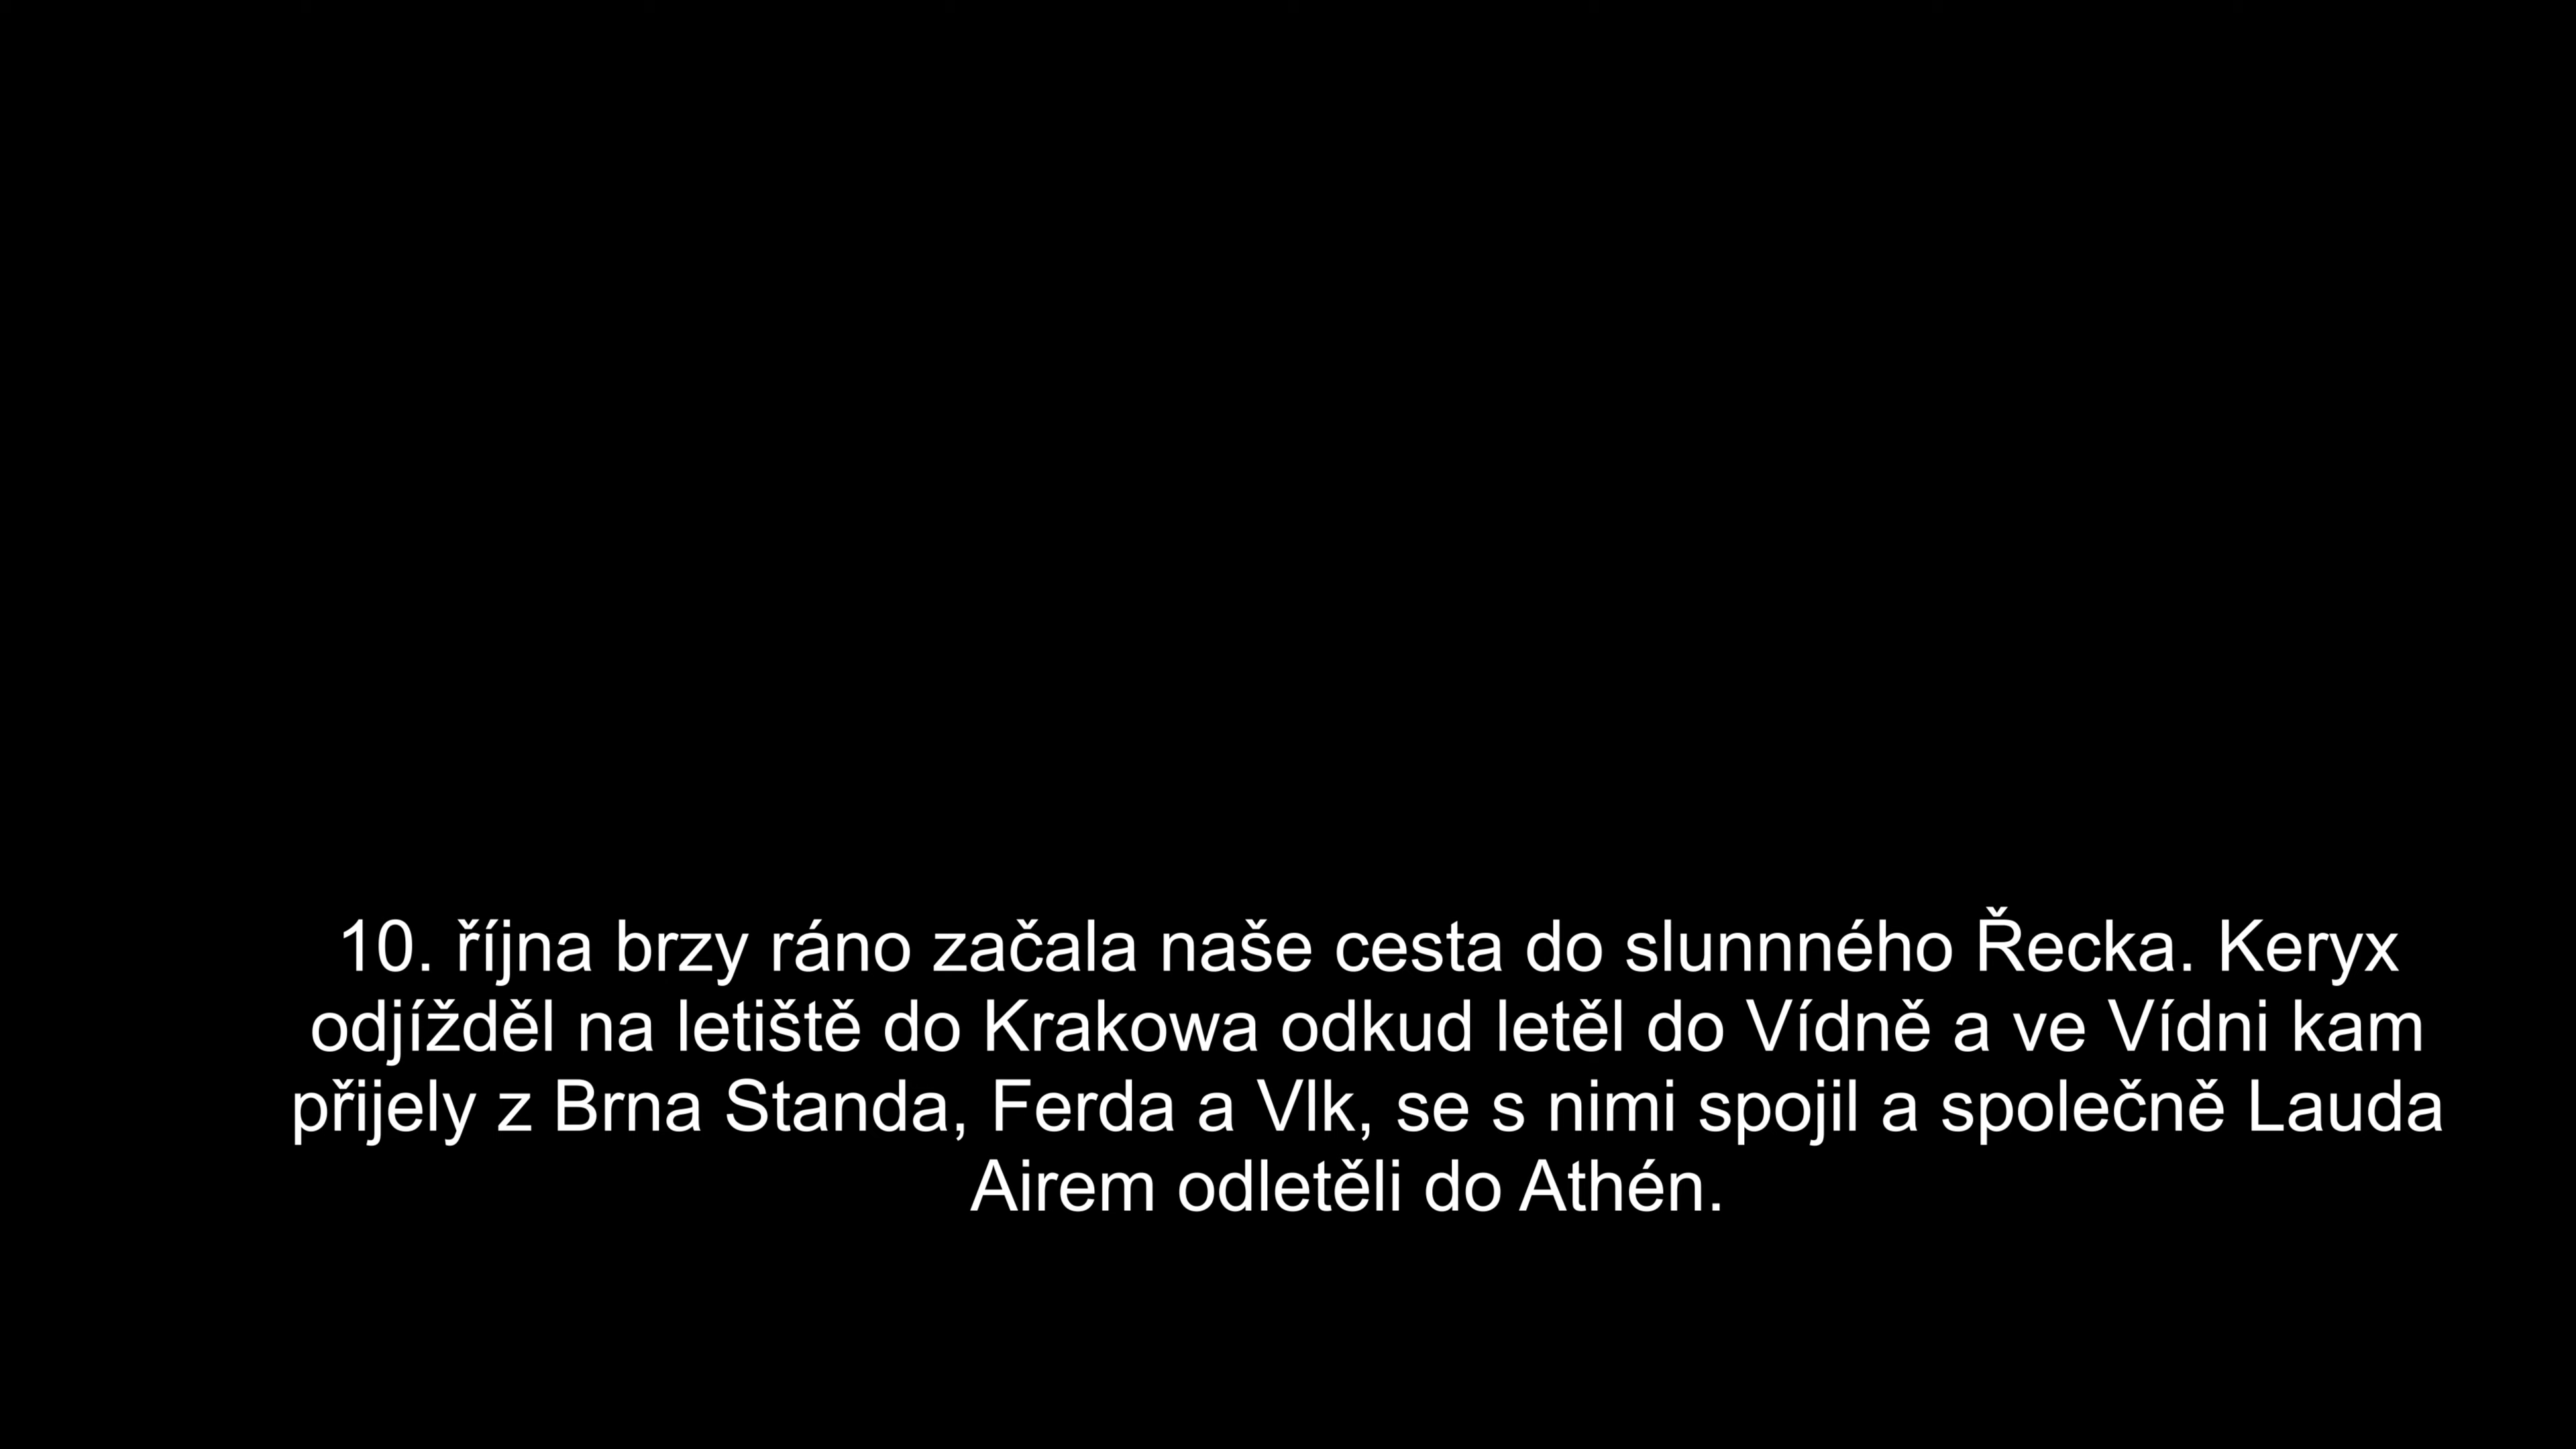 10. října brzy ráno začala naše cesta do slunnného Řecka. Keryx
odjížděl na letiště do Krakowa odkud letěl do Vídně a ve Vídni kam
přijely z Brna Standa, Ferda a Vlk, se s nimi spojil a společně Lauda
Airem odletěli do Athén.